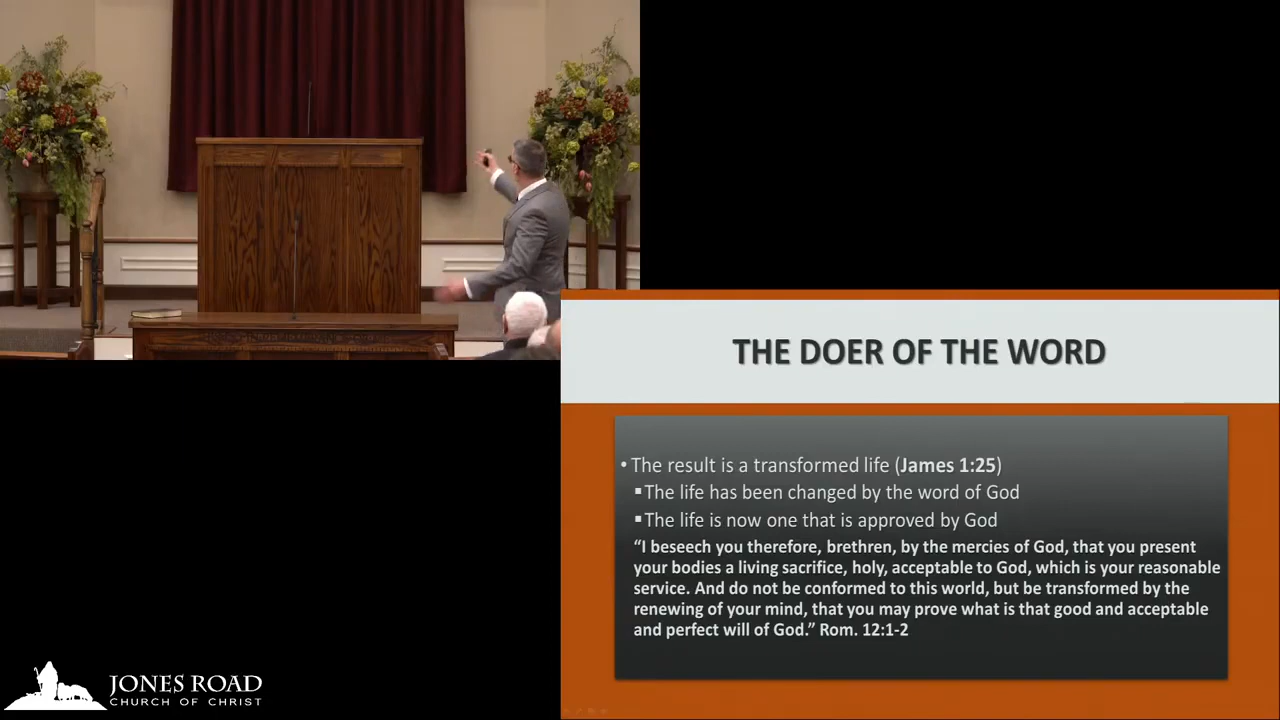 THE DOER OF THE WORD
• The result is a transformed life (James 1:25)
▪The life has been changed by the word of God
▪The life is now one that is approved by God
“I beseech you therefore, brethren, by the mercies of God, that you present
your bodies a living sacrifice, holy, acceptable to God, which is your reasonable
service. And do not be conformed to this world, but be transformed by the
renewing of your mind, that you may prove what is that good and acceptable
and perfect will of God.” Rom. 12:1-2
JONES ROAD
CHURCH OF CHRIST